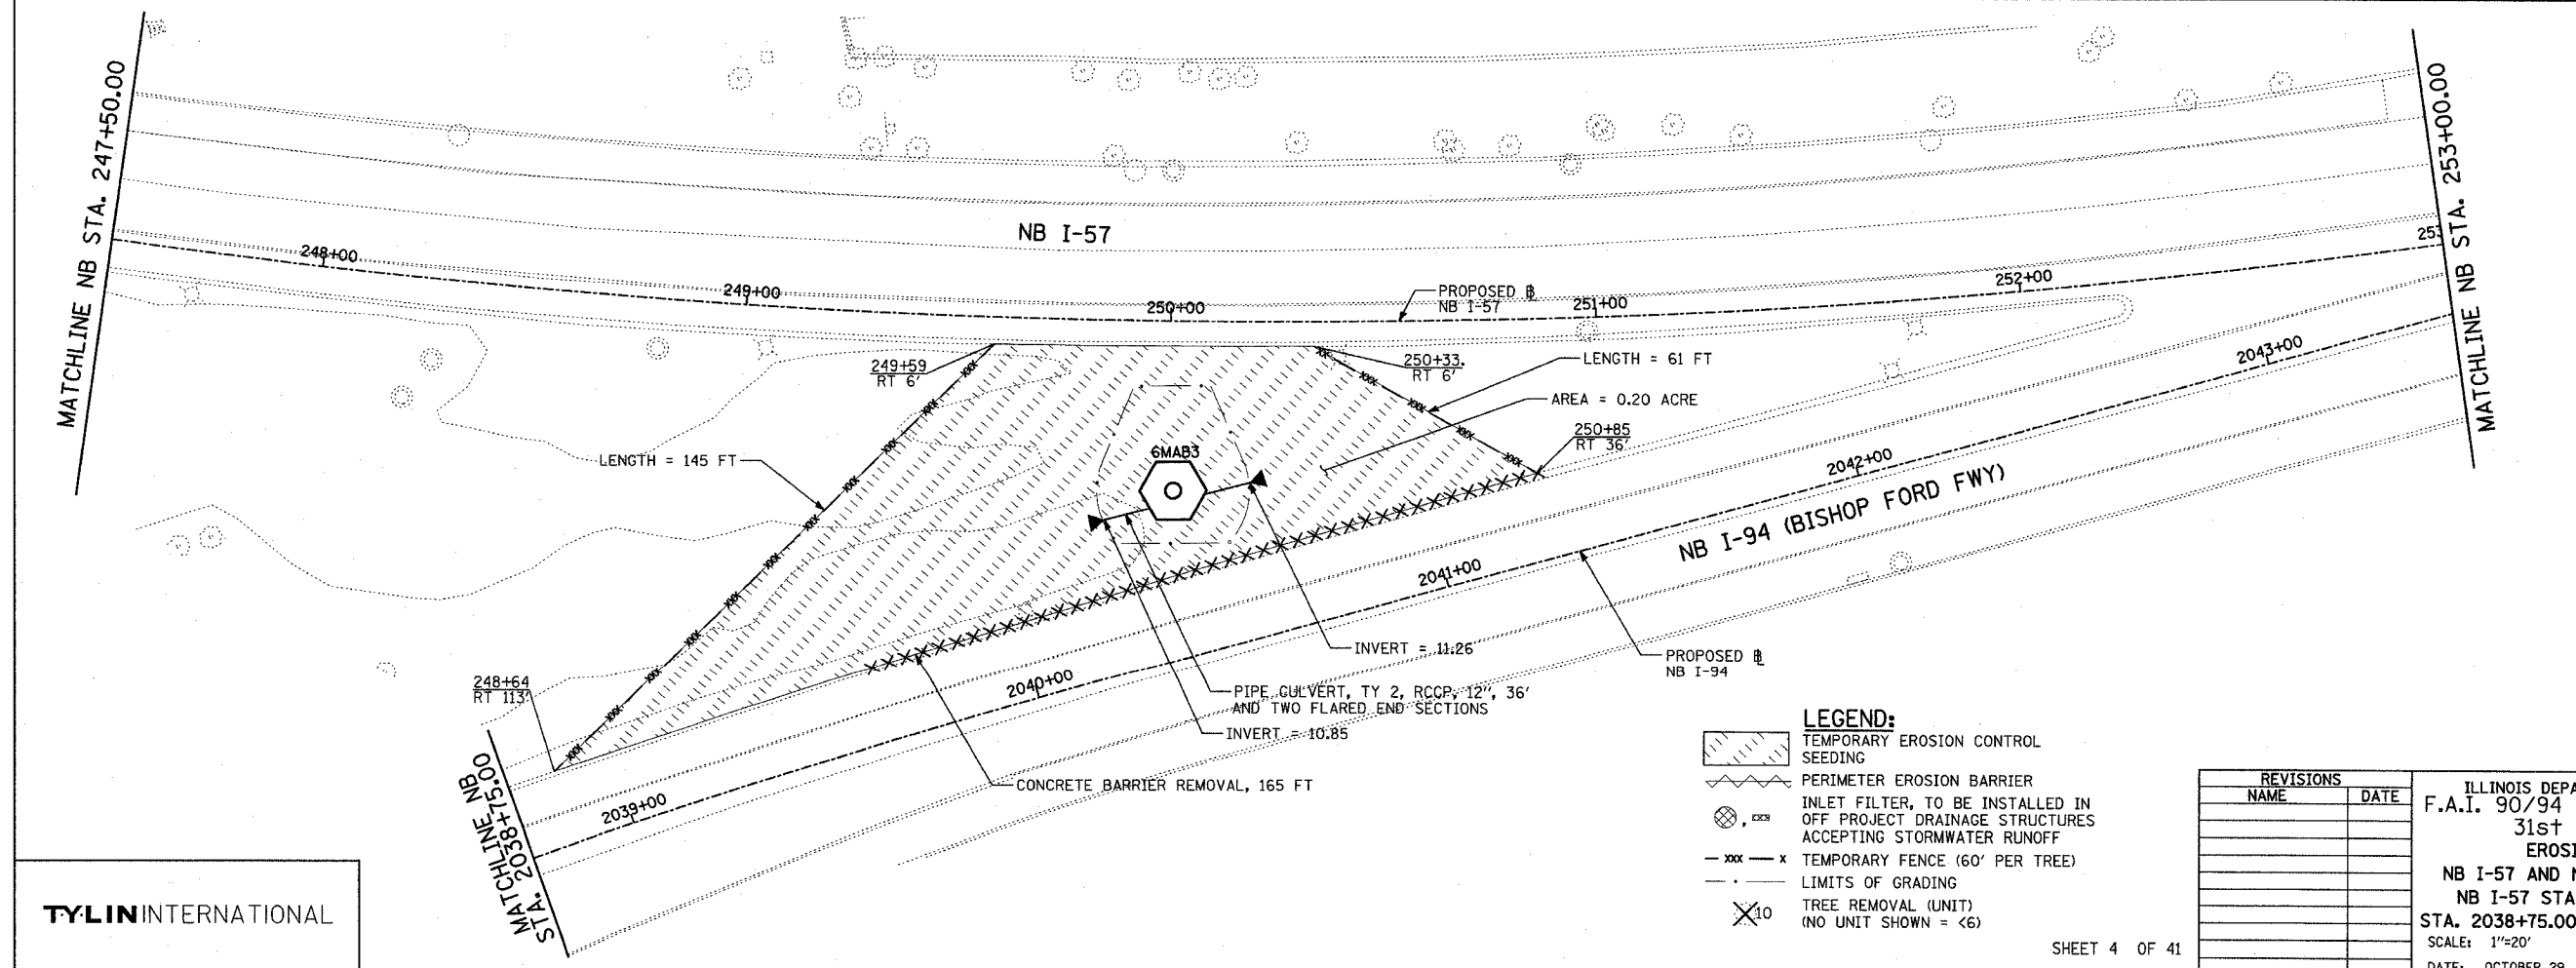 MATCHLINE NB STA. 247+50.00
MATCHLINE NB STA. 253+00.00
NB I-57
248+00
249+00
250+00
251+00
252+00
253
PROPOSED ⅊
NB I-57
249+59
RT 6'
250+33.
RT 6'
LENGTH = 61 FT
AREA = 0.20 ACRE
250+85
RT 36'
LENGTH = 145 FT
6MAB3
2043+00
2042+00
2041+00
2040+00
2039+00
NB I-94 (BISHOP FORD FWY)
INVERT = 11.26
PROPOSED ⅊
NB I-94
248+64
RT 113'
PIPE CULVERT, TY 2, RCCP, 12", 36'
AND TWO FLARED END SECTIONS
INVERT = 10.85
CONCRETE BARRIER REMOVAL, 165 FT
MATCHLINE NB
STA. 2038+75.00
LEGEND:
TEMPORARY EROSION CONTROL
SEEDING
PERIMETER EROSION BARRIER
INLET FILTER, TO BE INSTALLED IN
OFF PROJECT DRAINAGE STRUCTURES
ACCEPTING STORMWATER RUNOFF
XXX X TEMPORARY FENCE (60' PER TREE)
LIMITS OF GRADING
10 TREE REMOVAL (UNIT)
(NO UNIT SHOWN = <6)
SHEET 4 OF 41
REVISIONS
NAME DATE
ILLINOIS DEPA
F.A.I. 90/94
31st
EROSI
NB I-57 AND N
NB I-57 STA
STA. 2038+75.00
SCALE: 1"=20'
DATE: OCTOBER 29
TYLININTERNATIONAL